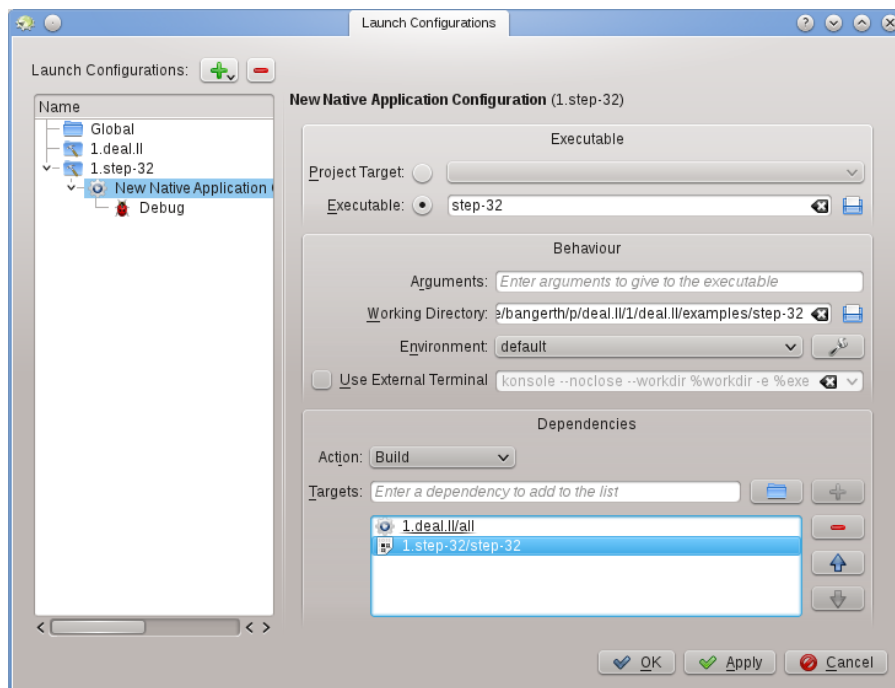 Launch Configurations
Launch Configurations:
Name
Global
1.deal.II
1.step-32
New Native Application
Debug
New Native Application Configuration (1.step-32)
Executable
Project Target:
Executable: step-32
Behaviour
Arguments: Enter arguments to give to the executable
Working Directory: e/bangerth/p/deal.II/1/deal.II/examples/step-32
Environment: default
Use External Terminal konsole --noclose --workdir %workdir -e %exe
Dependencies
Action: Build
Targets: Enter a dependency to add to the list
1.deal.II/all
1.step-32/step-32
OK Apply Cancel